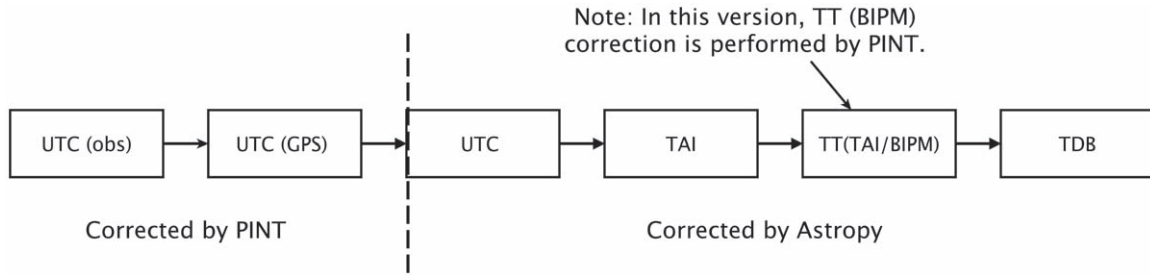 Note: In this version, TT (BIPM)
correction is performed by PINT.
UTC (obs)
UTC (GPS)
UTC
TAI
TT(TAI/BIPM)
TDB
Corrected by PINT
Corrected by Astropy